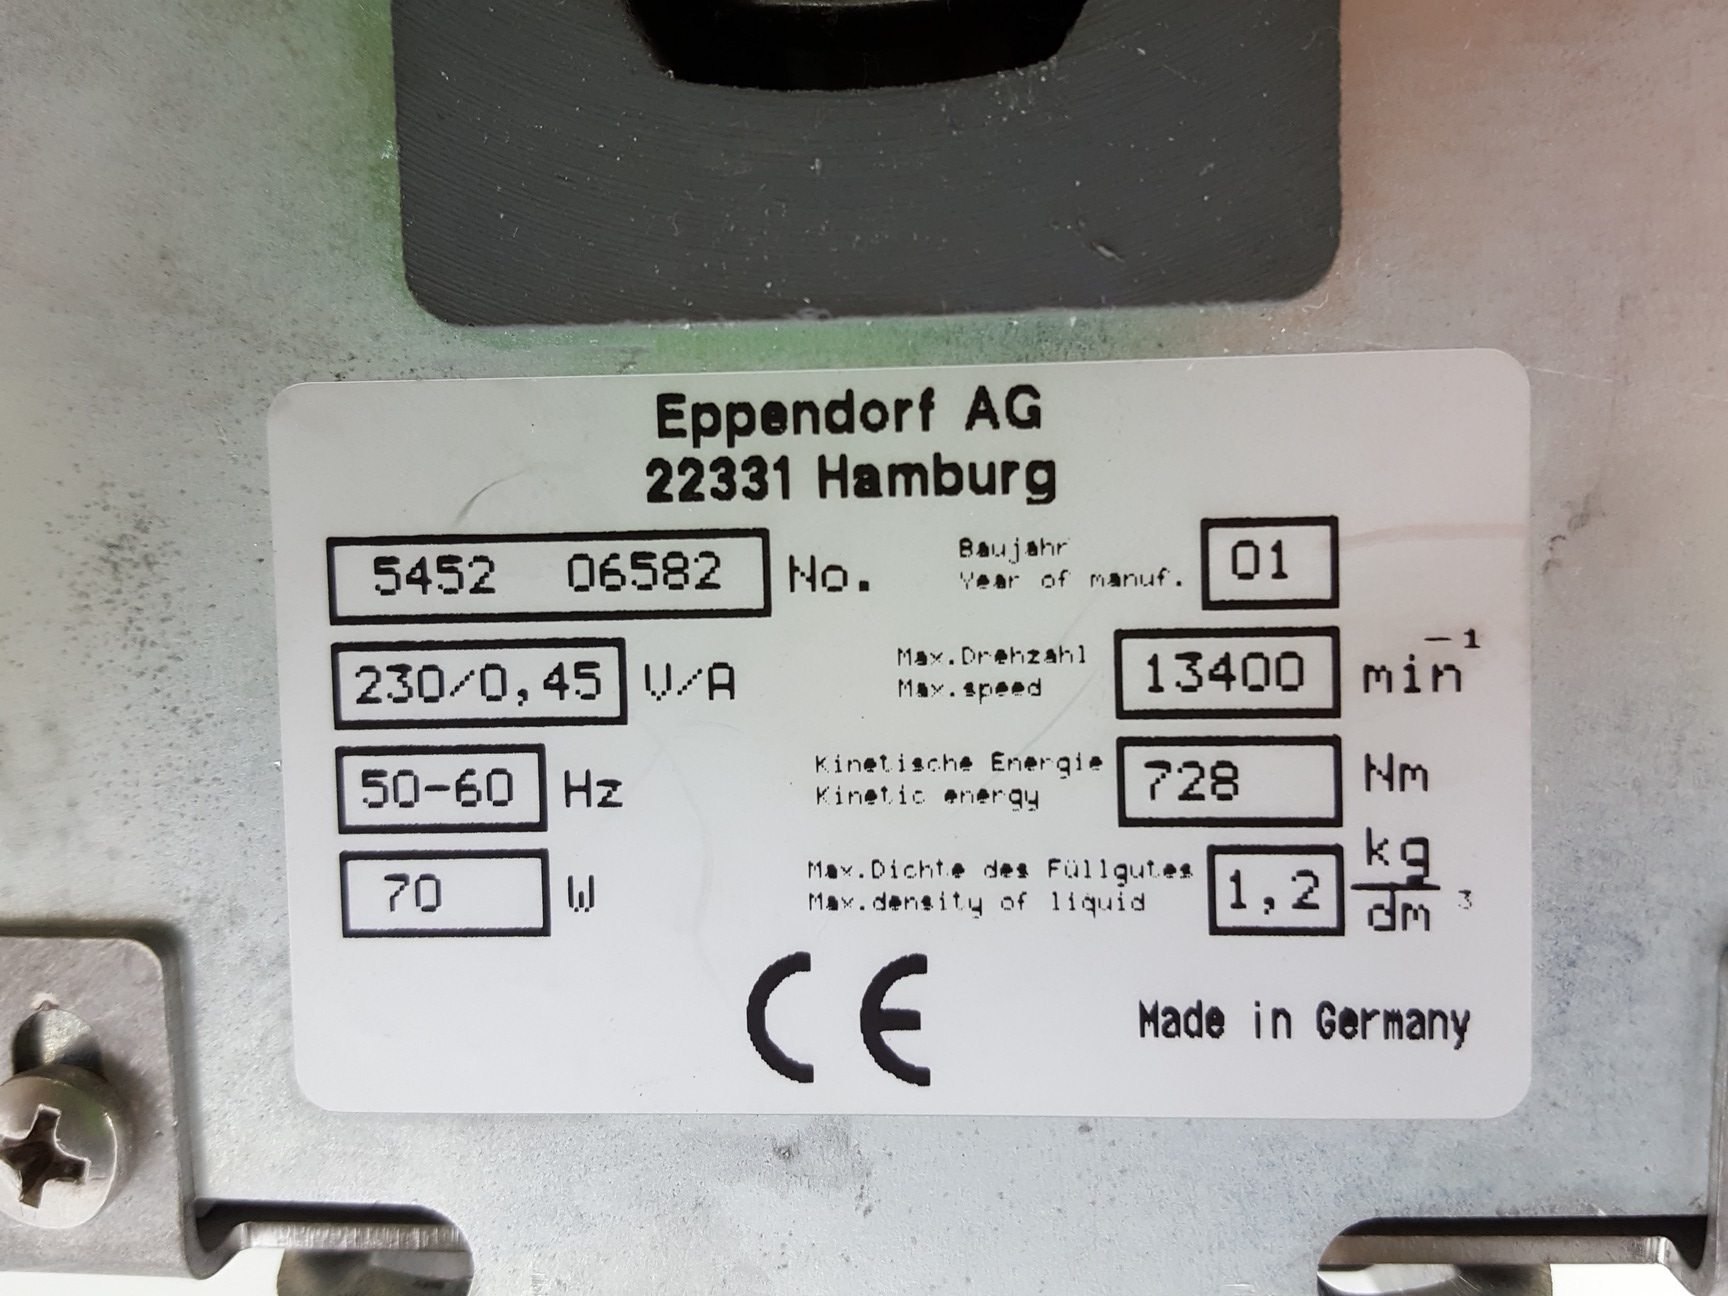 Eppendorf AG
22331 Hamburg
5452 06582 No.
Baujahr
Year of manuf. 01
230/0,45 V/A
Max.Drehzahl
Max.speed 13400 min⁻¹
50-60 Hz
Kinetische Energie
Kinetic energy 728 Nm
70 W
Max.Dichte des Füllgutes
Max.density of liquid 1,2 kg/dm³
CE
Made in Germany